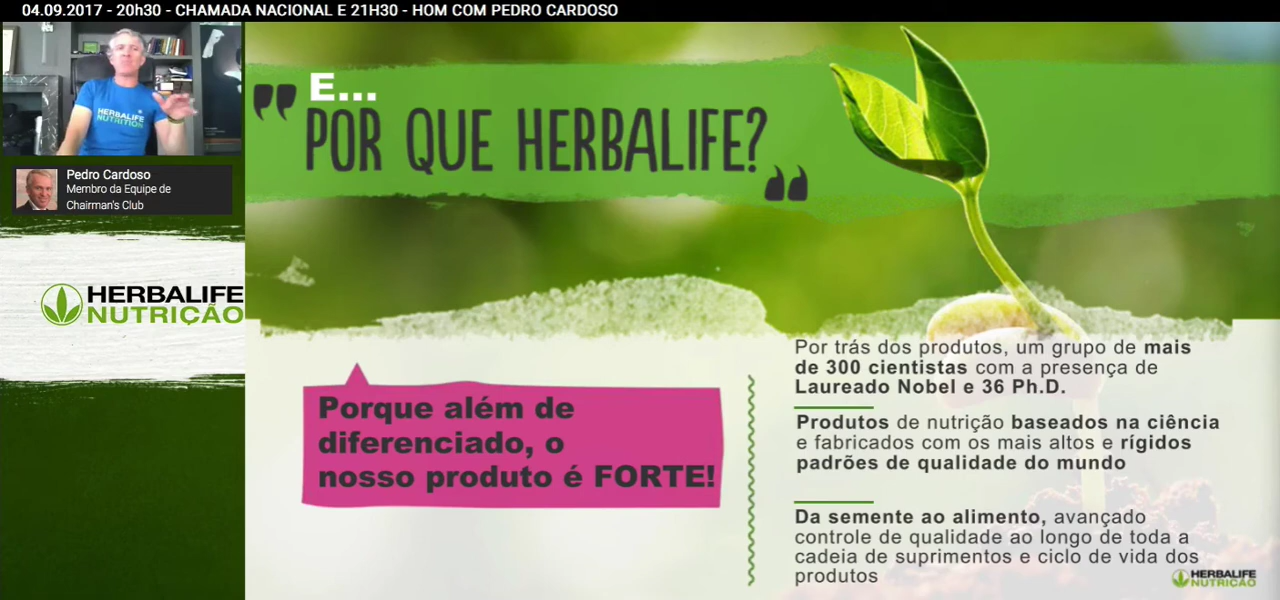 04.09.2017 - 20h30 - CHAMADA NACIONAL E 21H30 - HOM COM PEDRO CARDOSO
HERBALIFE
NUTRITION
Pedro Cardoso
Membro da Equipe de
Chairman's Club
HERBALIFE
NUTRIÇÃO
E...
"POR QUE HERBALIFE?"
Porque além de
diferenciado, o
nosso produto é FORTE!
Por trás dos produtos, um grupo de mais
de 300 cientistas com a presença de
Laureado Nobel e 36 Ph.D.
Produtos de nutrição baseados na ciência
e fabricados com os mais altos e rígidos
padrões de qualidade do mundo
Da semente ao alimento, avançado
controle de qualidade ao longo de toda a
cadeia de suprimentos e ciclo de vida dos
produtos
HERBALIFE
NUTRIÇÃO